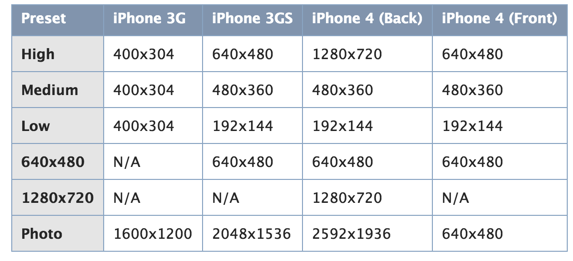 Preset iPhone 3G iPhone 3GS iPhone 4 (Back) iPhone 4 (Front)
High 400x304 640x480 1280x720 640x480
Medium 400x304 480x360 480x360 480x360
Low 400x304 192x144 192x144 192x144
640x480 N/A 640x480 640x480 640x480
1280x720 N/A N/A 1280x720 N/A
Photo 1600x1200 2048x1536 2592x1936 640x480